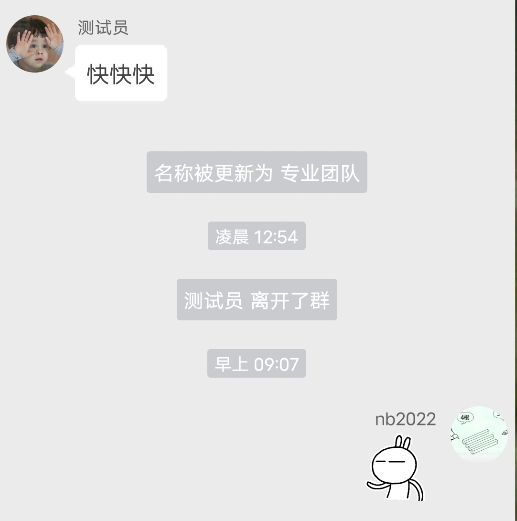 测试员
快快快
名称被更新为 专业团队
凌晨 12:54
测试员 离开了群
早上 09:07
nb2022